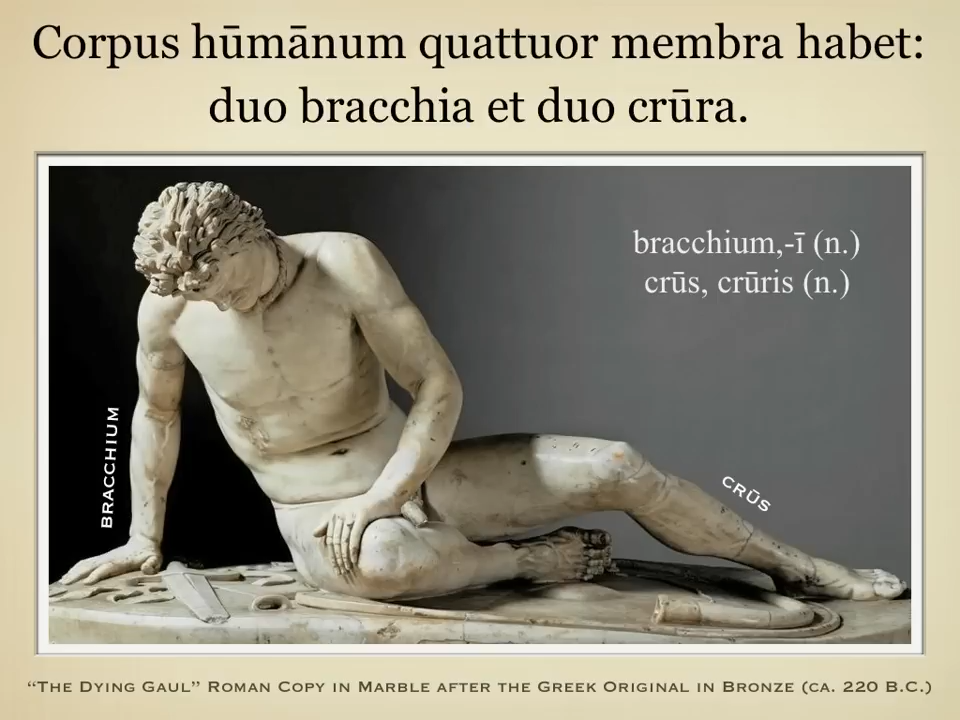 Corpus hūmānum quattuor membra habet:
duo bracchia et duo crūra.
bracchium,-ī (n.)
crūs, crūris (n.)
BRACCHIUM
CRŪS
“The Dying Gaul” Roman Copy in Marble after the Greek Original in Bronze (ca. 220 B.C.)